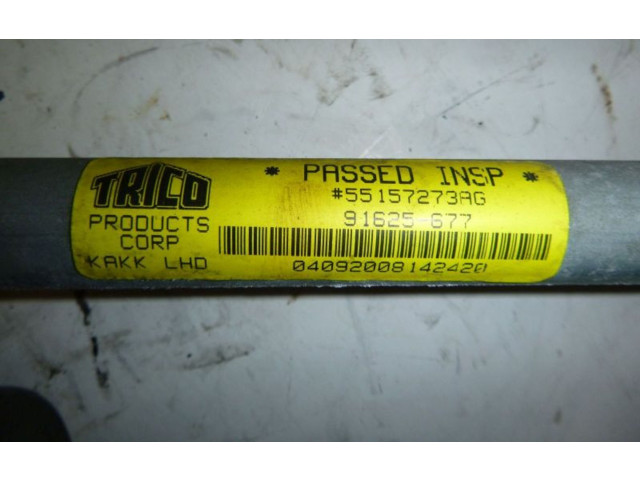 TRICO
PRODUCTS
CORP
KAKK LHD
* PASSED INSP *
#55157273AG
91625-677
04092008142420